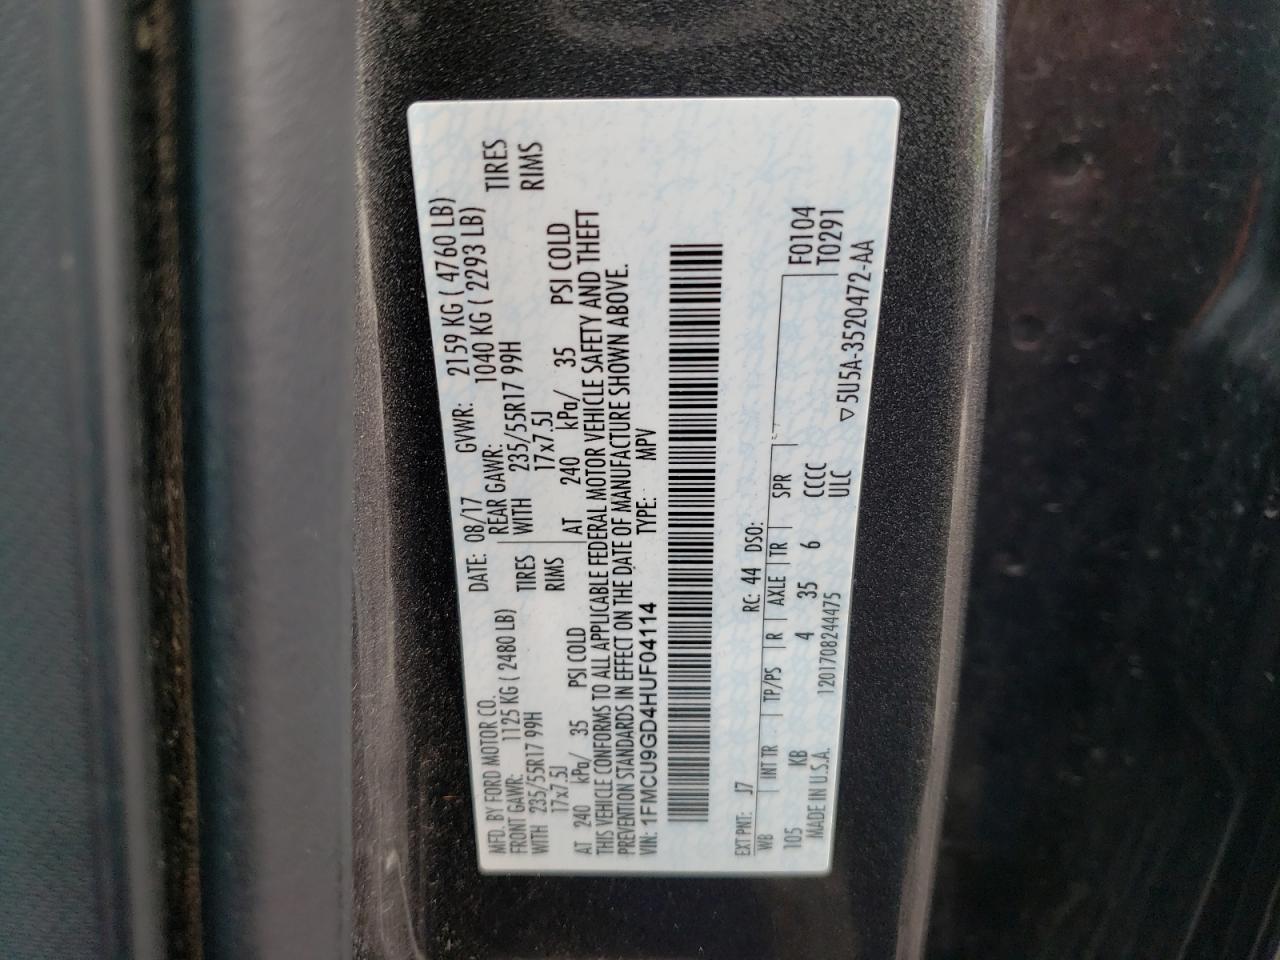 MFD. BY FORD MOTOR CO.
DATE: 08/17 GVWR: 2159 KG ( 4760 LB)
FRONT GAWR: 1125 KG ( 2480 LB) REAR GAWR: 1040 KG ( 2293 LB)
WITH 235/55R17 99H TIRES WITH 235/55R17 99H TIRES
17x7.5J RIMS 17x7.5J RIMS
AT 240 kPa/ 35 PSI COLD AT 240 kPa/ 35 PSI COLD
THIS VEHICLE CONFORMS TO ALL APPLICABLE FEDERAL MOTOR VEHICLE SAFETY AND THEFT
PREVENTION STANDARDS IN EFFECT ON THE DATE OF MANUFACTURE SHOWN ABOVE.
VIN: 1FMCU9GD4HUF04114 TYPE: MPV
EXT PNT: J7 RC: 44 DSO:
WB INT TR TP/PS R AXLE TR SPR F0104
105 KB 4 35 6 CCCC T0291
MADE IN U.S.A. 1201708244475 ULC
▽5U5A-3520472-AA